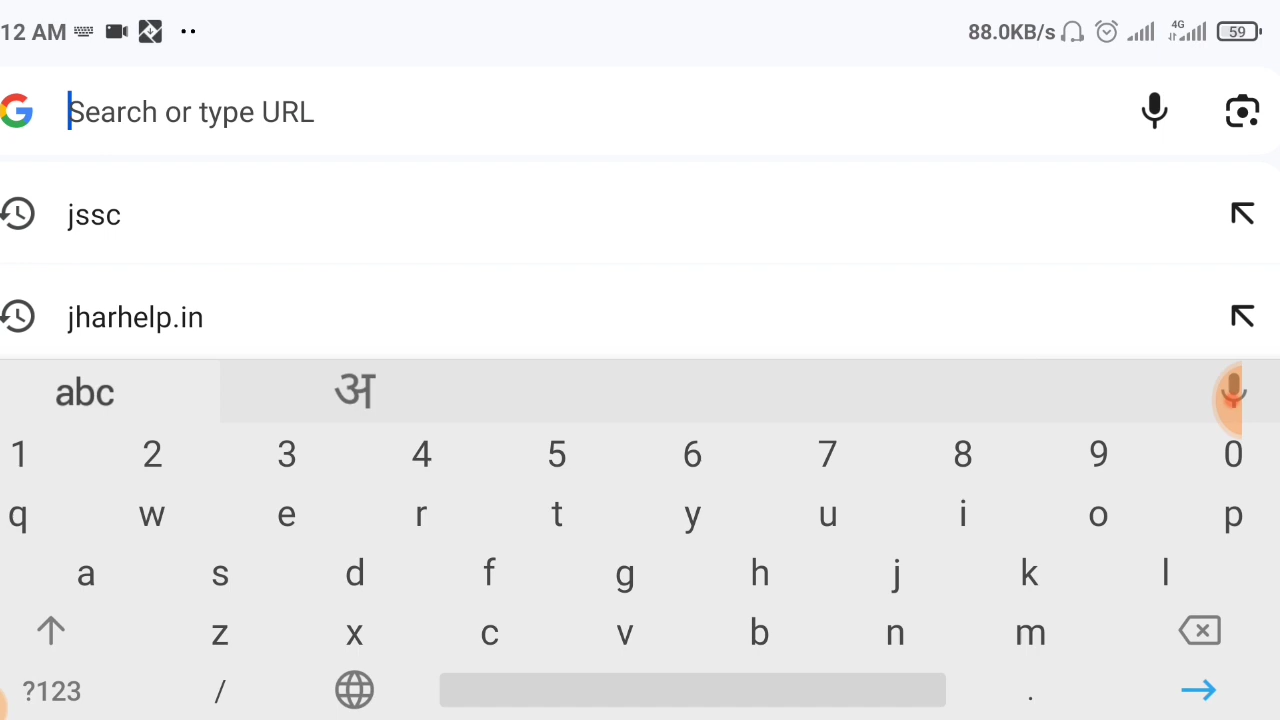 12 AM
88.0KB/s 4G 59
Search or type URL
jssc
jharhelp.in
abc अ
1 2 3 4 5 6 7 8 9 0
q w e r t y u i o p
a s d f g h j k l
z x c v b n m
?123 / .